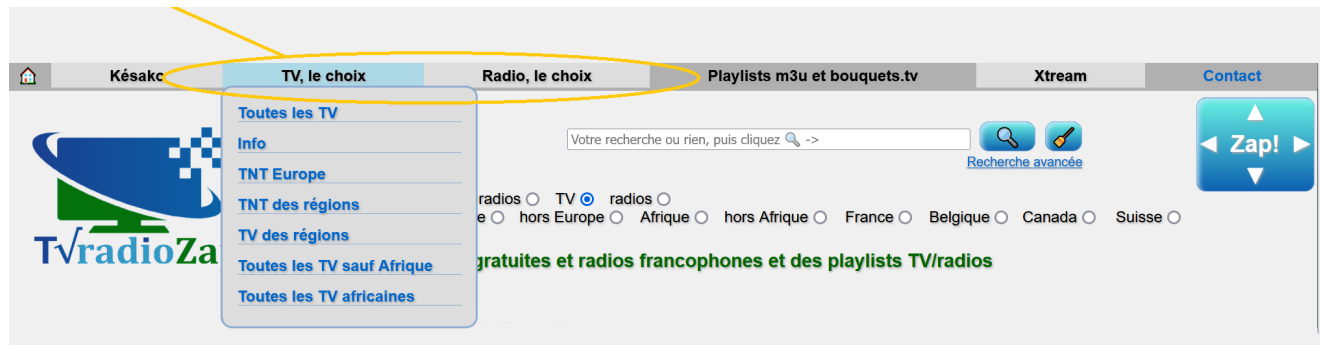 Késako TV, le choix Radio, le choix Playlists m3u et bouquets.tv Xtream Contact
Toutes les TV
Info
TNT Europe
TNT des régions
TV des régions
Toutes les TV sauf Afrique
Toutes les TV africaines
Votre recherche ou rien, puis cliquez 🔍 ->
Recherche avancée
Zap!
radios TV radios
hors Europe Afrique hors Afrique France Belgique Canada Suisse
gratuites et radios francophones et des playlists TV/radios
T√radioZa